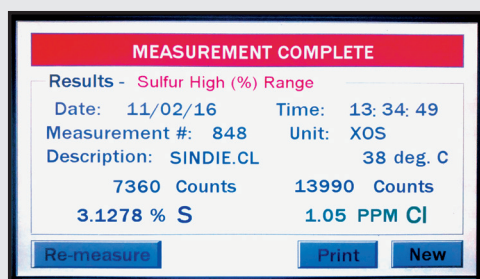 MEASUREMENT COMPLETE
Results - Sulfur High (%) Range
Date: 11/02/16 Time: 13:34:49
Measurement #: 848 Unit: XOS
Description: SINDIE.CL 38 deg. C
7360 Counts 13990 Counts
3.1278 % S 1.05 PPM Cl
Re-measure Print New